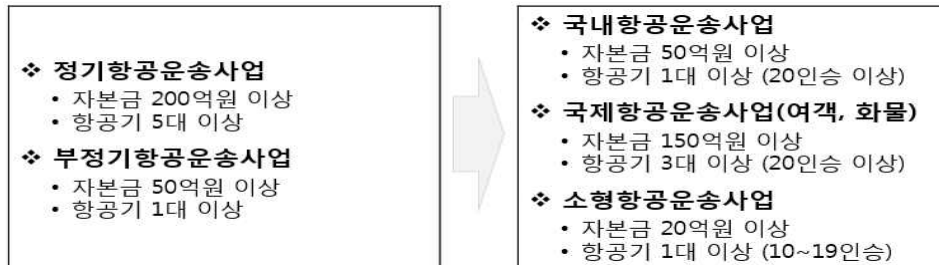 ❖ 정기항공운송사업
• 자본금 200억원 이상
• 항공기 5대 이상
❖ 부정기항공운송사업
• 자본금 50억원 이상
• 항공기 1대 이상
❖ 국내항공운송사업
• 자본금 50억원 이상
• 항공기 1대 이상 (20인승 이상)
❖ 국제항공운송사업(여객, 화물)
• 자본금 150억원 이상
• 항공기 3대 이상 (20인승 이상)
❖ 소형항공운송사업
• 자본금 20억원 이상
• 항공기 1대 이상 (10~19인승)